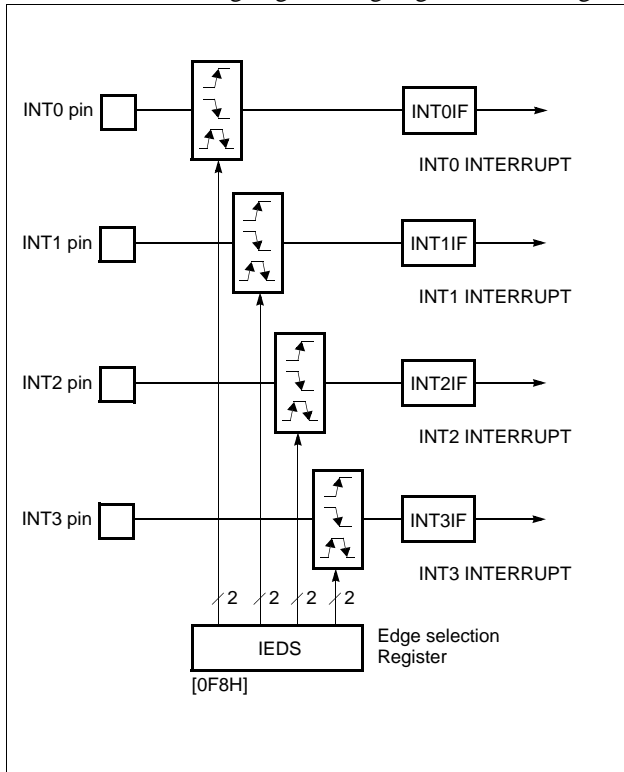 INT0 pin
INT0IF
INT0 INTERRUPT
INT1 pin
INT1IF
INT1 INTERRUPT
INT2 pin
INT2IF
INT2 INTERRUPT
INT3 pin
INT3IF
INT3 INTERRUPT
2 2 2 2
IEDS
Edge selection
Register
[0F8H]